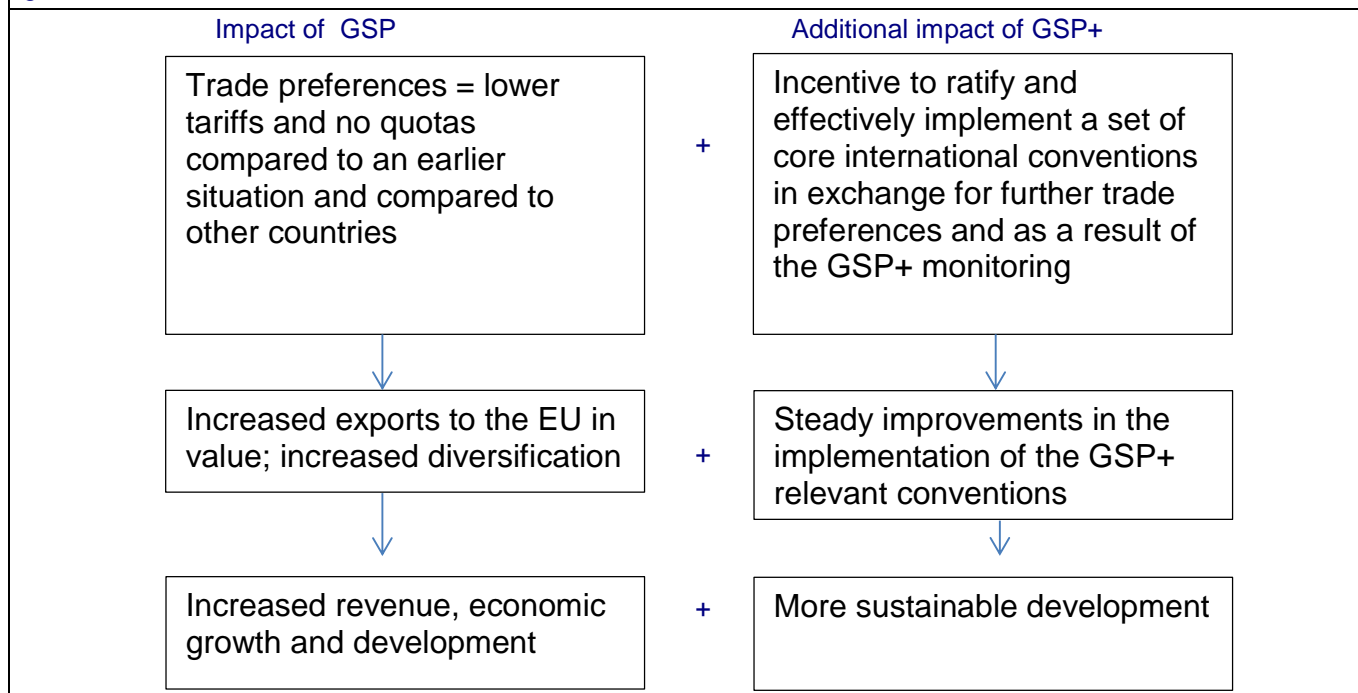 Impact of GSP
Additional impact of GSP+
Trade preferences = lower
tariffs and no quotas
compared to an earlier
situation and compared to
other countries
+
Incentive to ratify and
effectively implement a set of
core international conventions
in exchange for further trade
preferences and as a result of
the GSP+ monitoring
Increased exports to the EU in
value; increased diversification
+
Steady improvements in the
implementation of the GSP+
relevant conventions
Increased revenue, economic
growth and development
+
More sustainable development